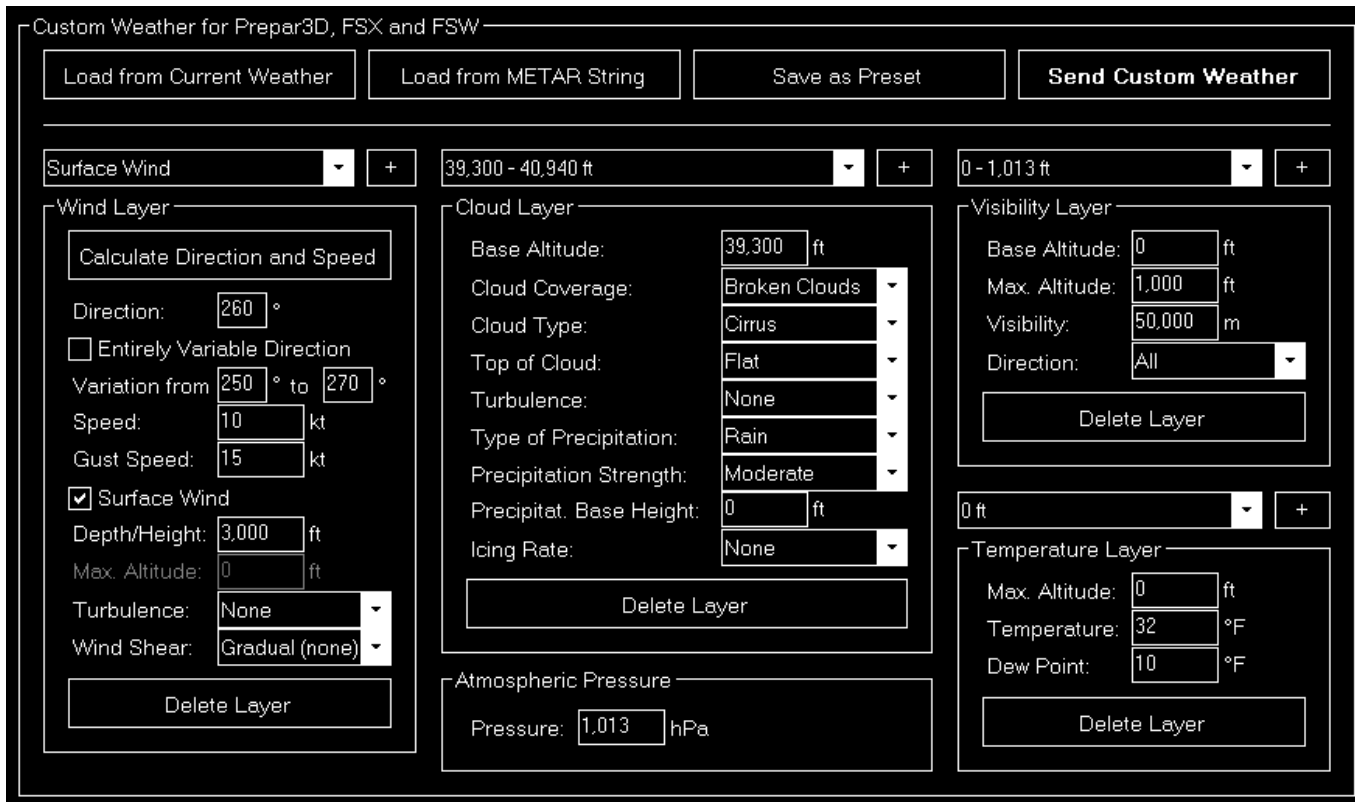 Custom Weather for Prepar3D, FSX and FSW
Load from Current Weather
Load from METAR String
Save as Preset
Send Custom Weather
Surface Wind
+
Wind Layer
Calculate Direction and Speed
Direction: 260 °
Entirely Variable Direction
Variation from 250 ° to 270 °
Speed: 10 kt
Gust Speed: 15 kt
Surface Wind
Depth/Height: 3,000 ft
Max. Altitude: 0 ft
Turbulence: None
Wind Shear: Gradual (none)
Delete Layer
39,300 - 40,940 ft
+
Cloud Layer
Base Altitude: 39,300 ft
Cloud Coverage: Broken Clouds
Cloud Type: Cirrus
Top of Cloud: Flat
Turbulence: None
Type of Precipitation: Rain
Precipitation Strength: Moderate
Precipitat. Base Height: 0 ft
Icing Rate: None
Delete Layer
Atmospheric Pressure
Pressure: 1,013 hPa
0 - 1,013 ft
+
Visibility Layer
Base Altitude: 0 ft
Max. Altitude: 1,000 ft
Visibility: 50,000 m
Direction: All
Delete Layer
0 ft
+
Temperature Layer
Max. Altitude: 0 ft
Temperature: 32 °F
Dew Point: 10 °F
Delete Layer